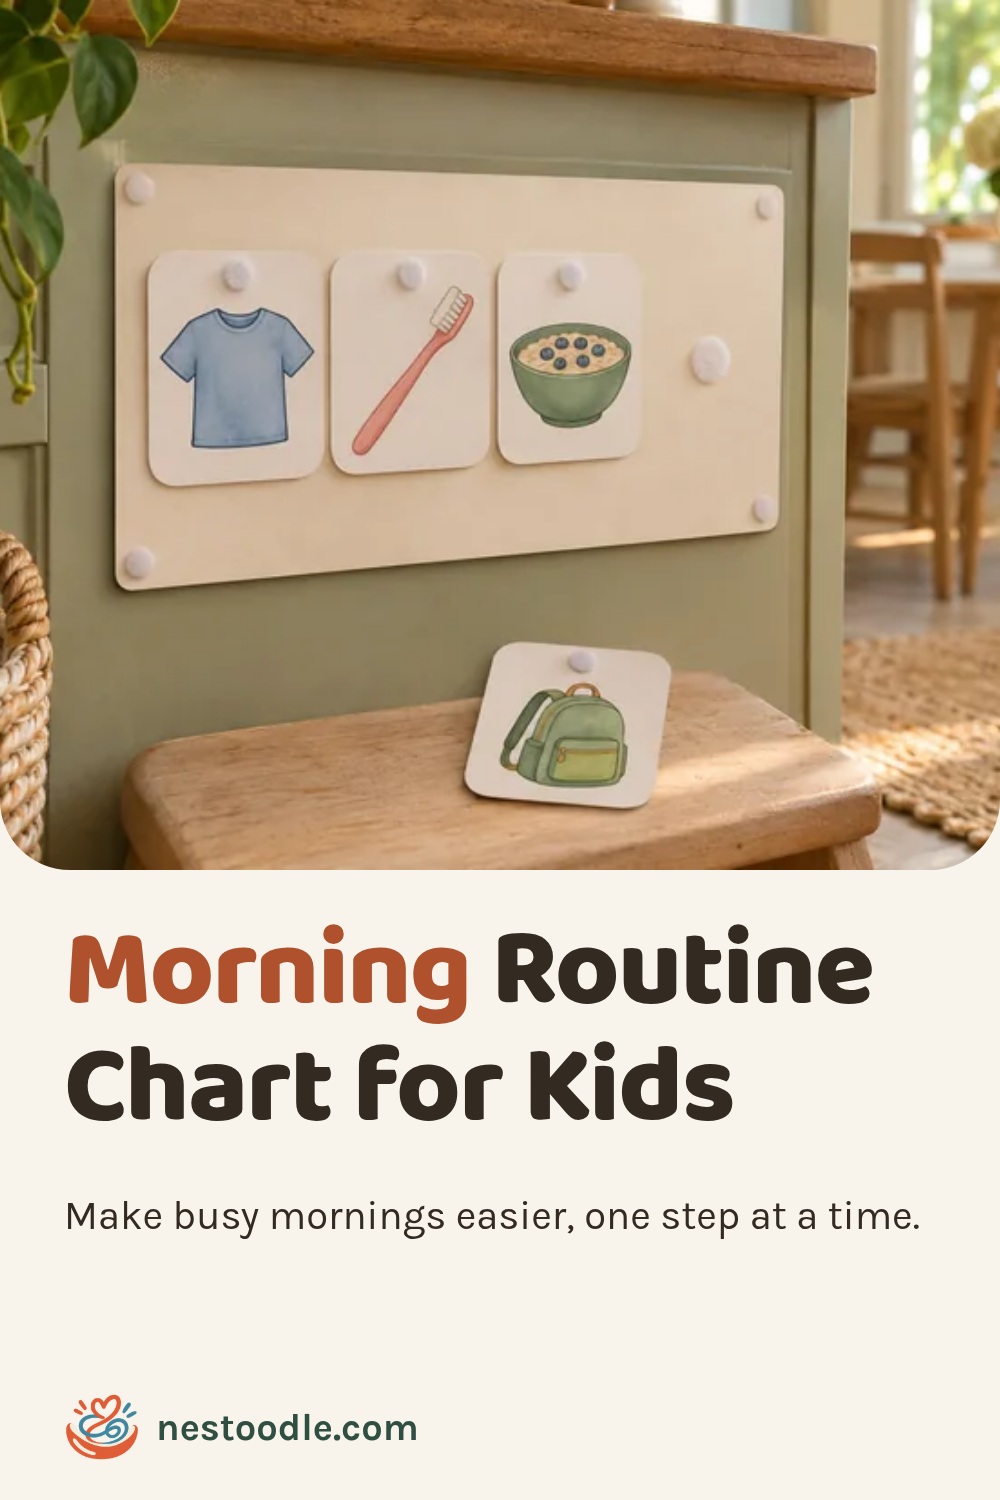 Morning Routine
Chart for Kids
Make busy mornings easier, one step at a time.
nestoodle.com